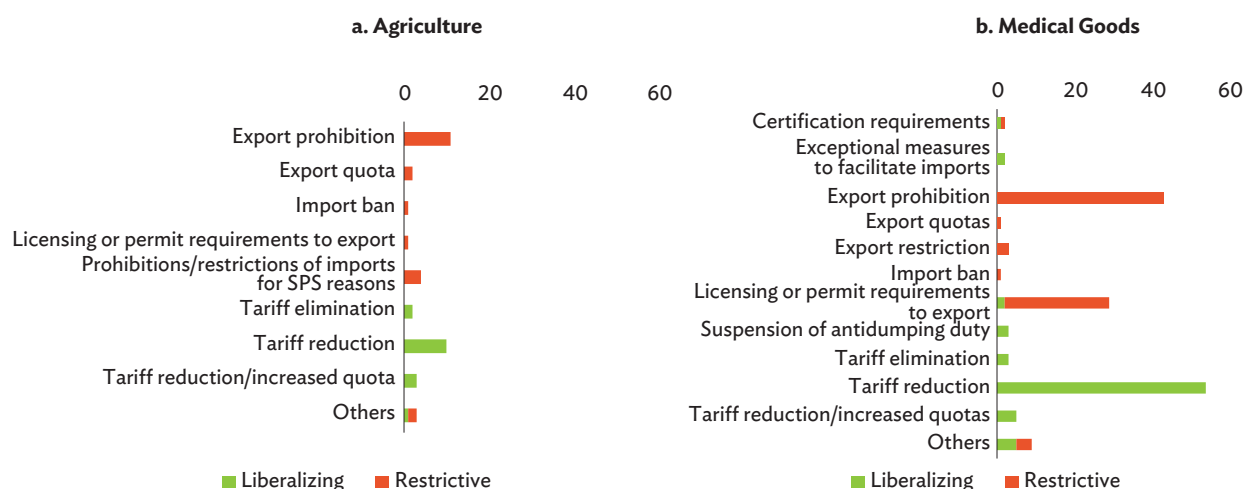 a. Agriculture
0 20 40 60
Export prohibition
Export quota
Import ban
Licensing or permit requirements to export
Prohibitions/restrictions of imports
for SPS reasons
Tariff elimination
Tariff reduction
Tariff reduction/increased quota
Others
Liberalizing Restrictive
b. Medical Goods
0 20 40 60
Certification requirements
Exceptional measures
to facilitate imports
Export prohibition
Export quotas
Export restriction
Import ban
Licensing or permit requirements
to export
Suspension of antidumping duty
Tariff elimination
Tariff reduction
Tariff reduction/increased quotas
Others
Liberalizing Restrictive